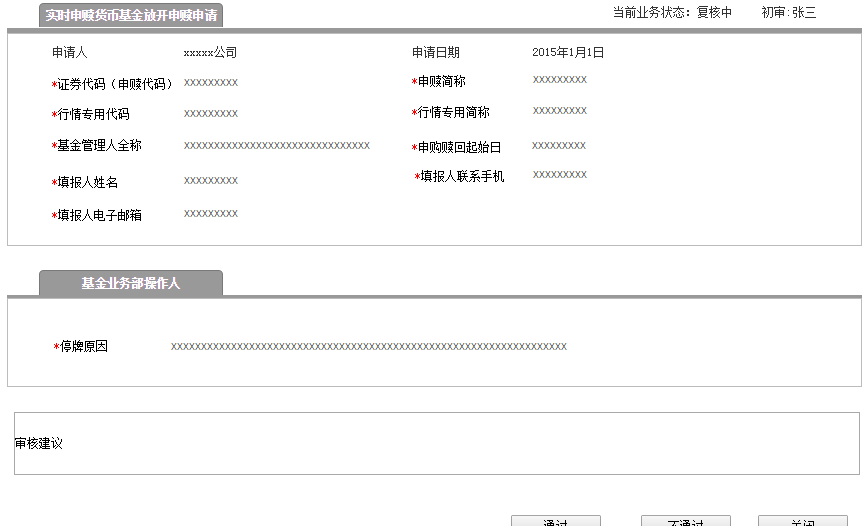 当前业务状态: 复核中 初审:张三
实时申赎货币基金放开申赎申请
申请人 xxxxx公司 申请日期 2015年1月1日
*证券代码（申赎代码） XXXXXXXXX *申赎简称 XXXXXXXXX
*行情专用代码 XXXXXXXXX *行情专用简称 XXXXXXXXX
*基金管理人全称 XXXXXXXXXXXXXXXXXXXXXXXXXXXXXXX *申购赎回起始日 XXXXXXXXX
*填报人姓名 XXXXXXXXX *填报人联系手机 XXXXXXXXX
*填报人电子邮箱 XXXXXXXXX
基金业务部操作人
*停牌原因 XXXXXXXXXXXXXXXXXXXXXXXXXXXXXXXXXXXXXXXXXXXXXXXXXXXXXXXXXXXXXXXXXX
审核建议
通过 不通过 关闭